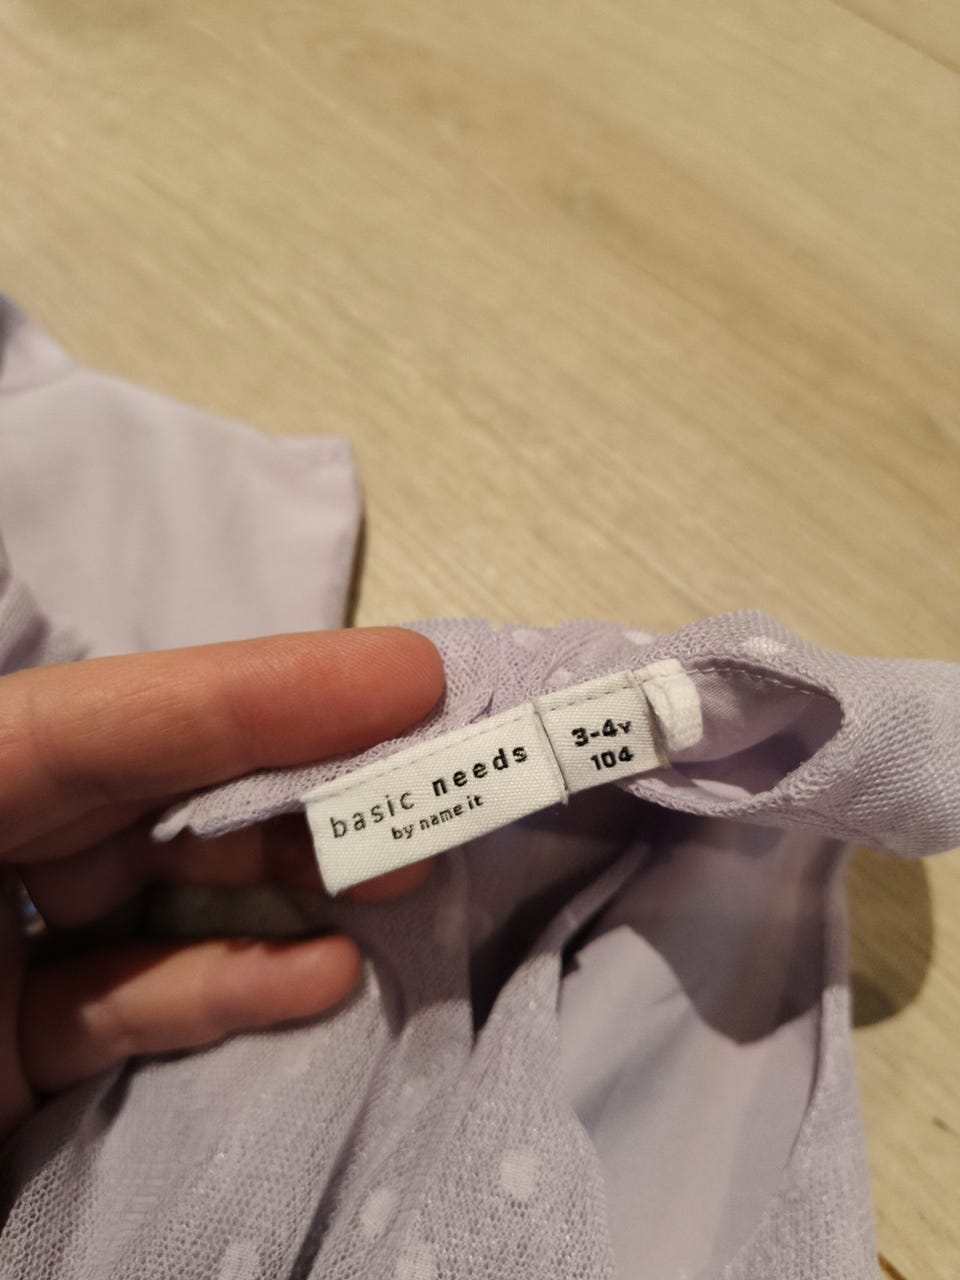 basic needs
by name it
3-4y
104